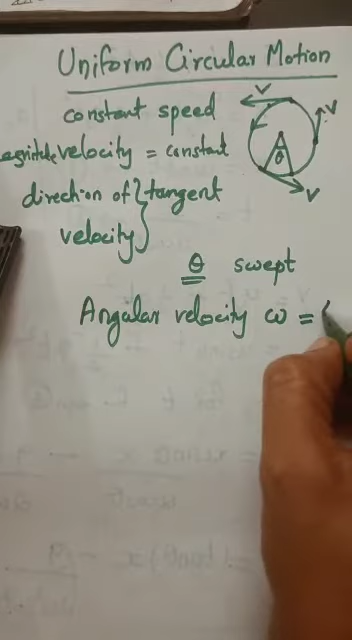 Uniform Circular Motion
constant speed
velocity = constant
direction of } tangent
velocity
θ swept
Angular velocity ω =
V
V
θ
V